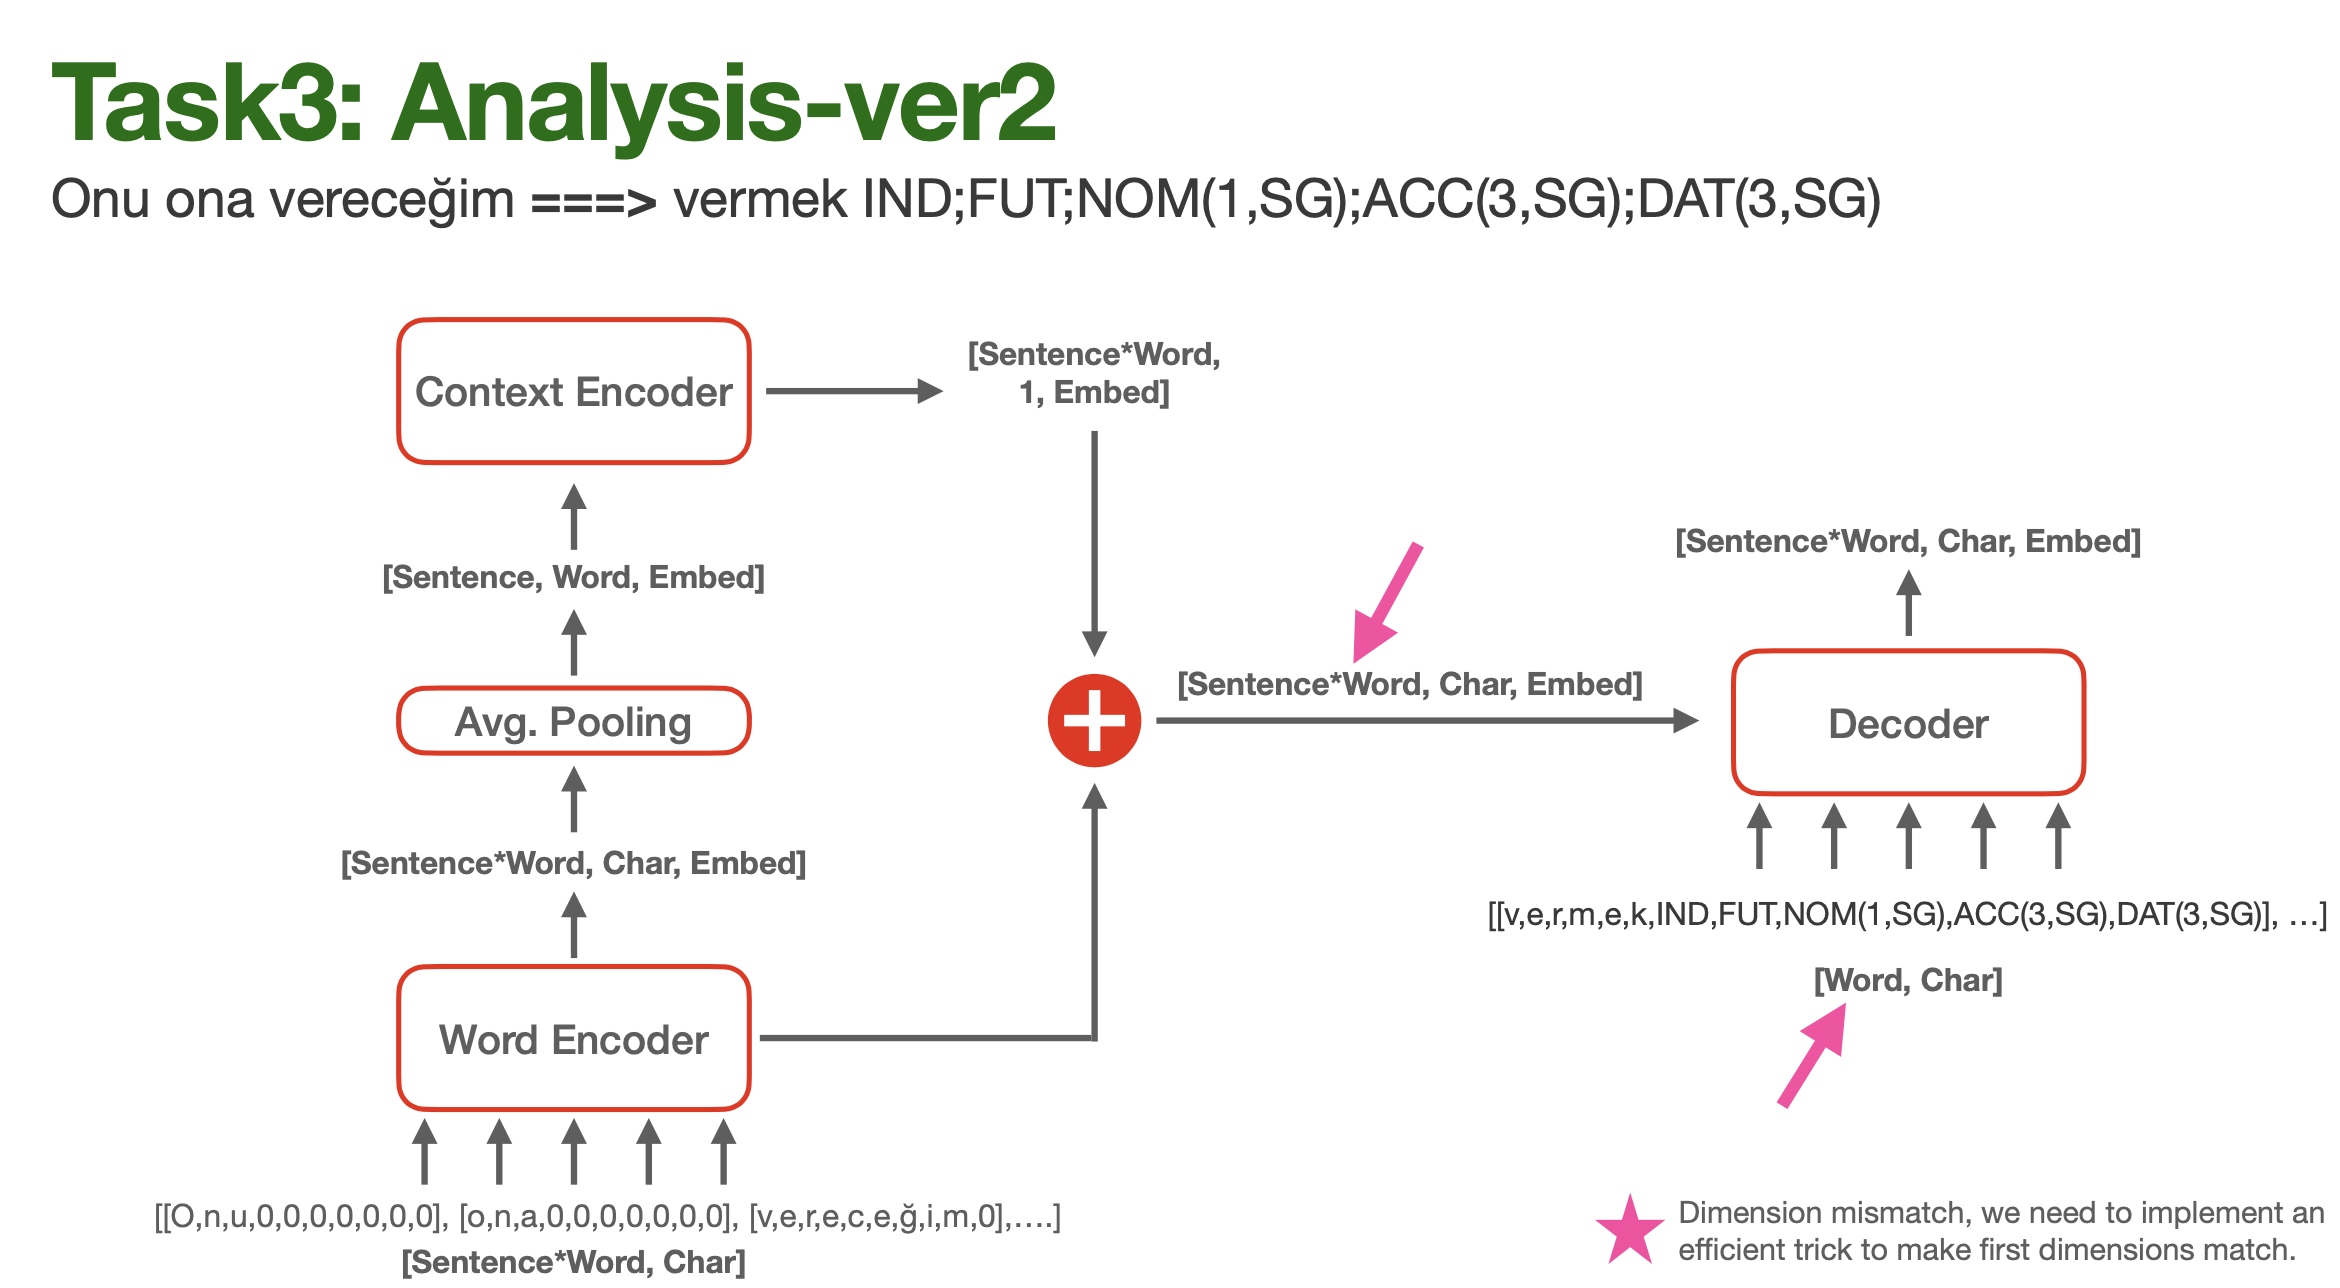 Task3: Analysis-ver2
Onu ona vereceğim ===> vermek IND;FUT;NOM(1,SG);ACC(3,SG);DAT(3,SG)
Context Encoder
[Sentence*Word,
1, Embed]
[Sentence, Word, Embed]
Avg. Pooling
[Sentence*Word, Char, Embed]
Word Encoder
[[O,n,u,0,0,0,0,0,0,0], [o,n,a,0,0,0,0,0,0,0], [v,e,r,e,c,e,ğ,i,m,0],....]
[Sentence*Word, Char]
[Sentence*Word, Char, Embed]
[Sentence*Word, Char, Embed]
Decoder
[[v,e,r,m,e,k,IND,FUT,NOM(1,SG),ACC(3,SG),DAT(3,SG)], ...]
[Word, Char]
Dimension mismatch, we need to implement an
efficient trick to make first dimensions match.